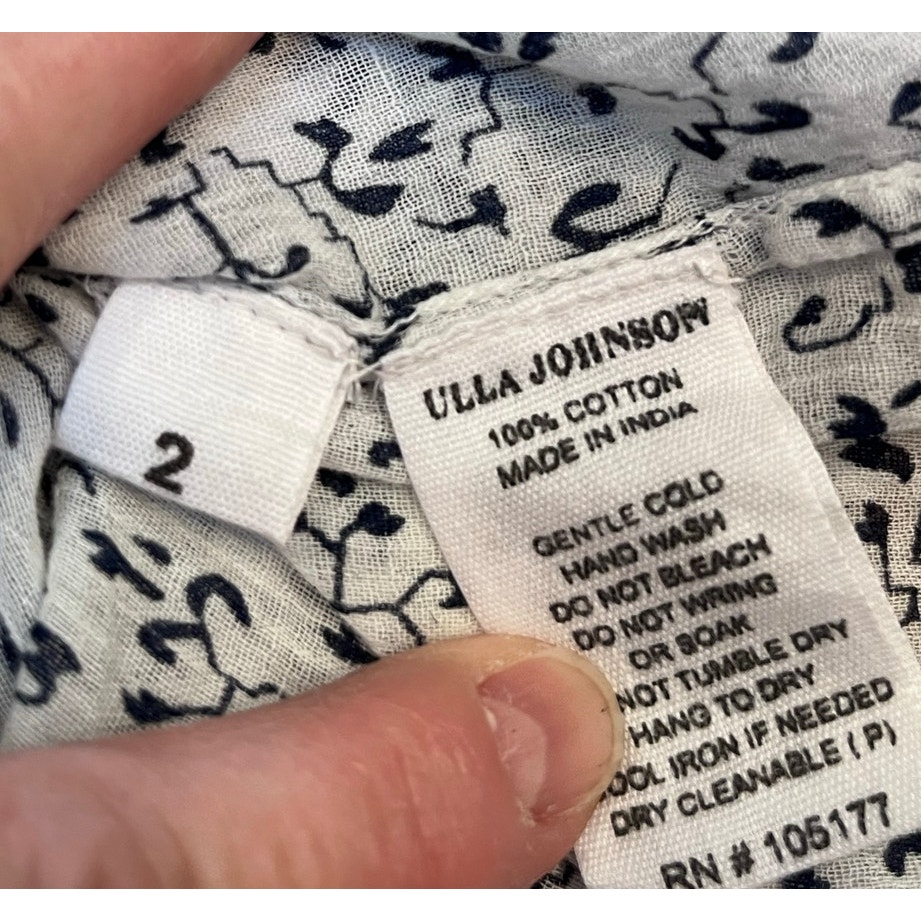 2
ULLA JOHNSON
100% COTTON
MADE IN INDIA
GENTLE COLD
HAND WASH
DO NOT BLEACH
DO NOT WRING
OR SOAK
NOT TUMBLE DRY
HANG TO DRY
IRON IF NEEDED
DRY CLEANABLE ( P )
RN # 105177